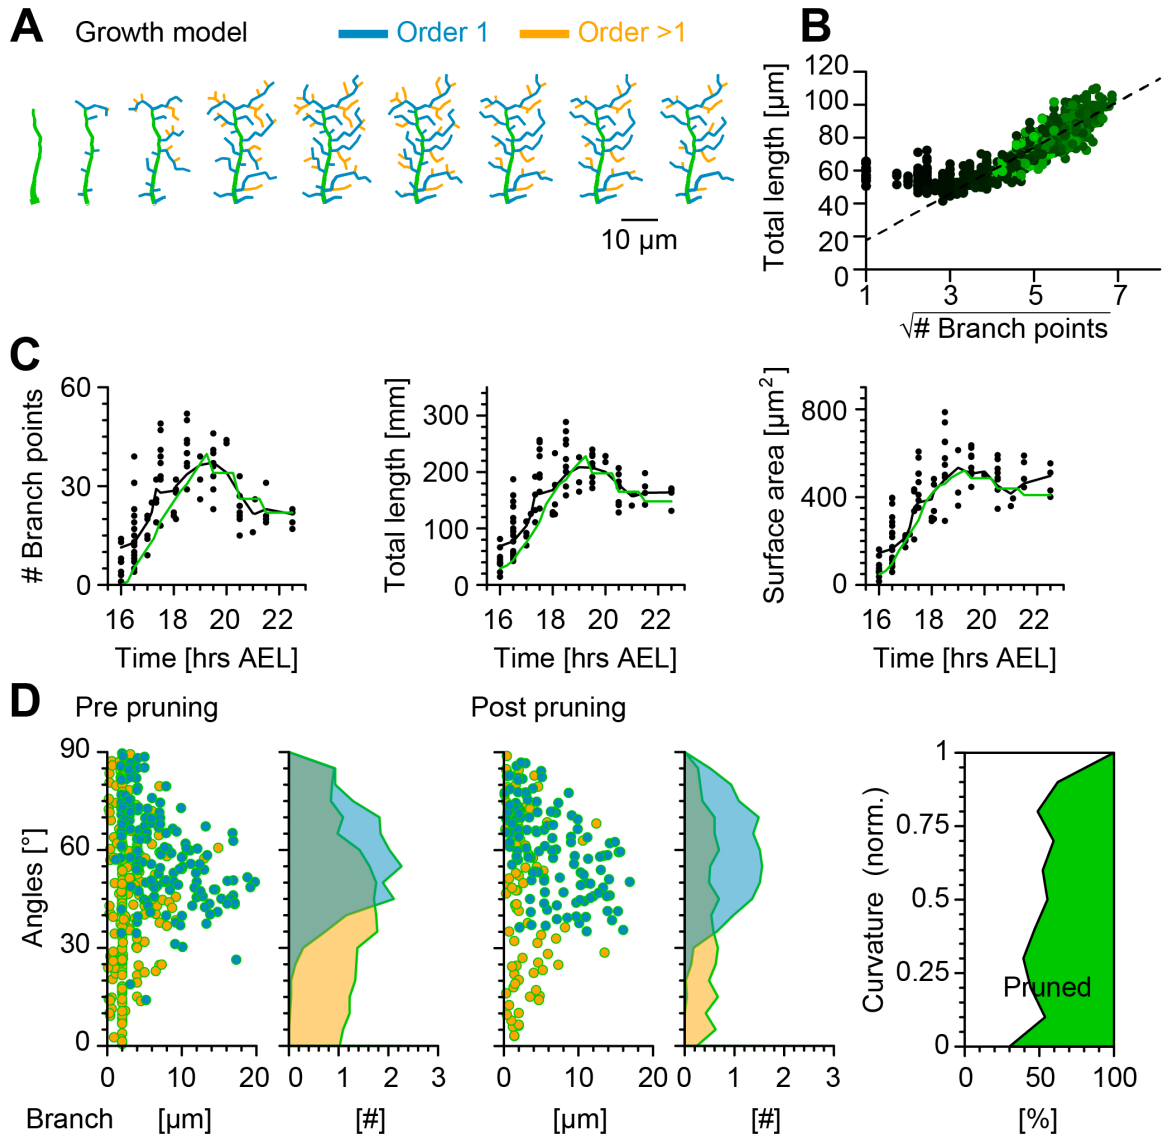 A
Growth model
Order 1
Order >1
10 µm
B
Total length [µm]
120
100
80
60
40
20
0
1
3
5
7
√# Branch points
C
# Branch points
60
30
0
16
18
20
22
Time [hrs AEL]
Total length [mm]
300
200
100
0
16
18
20
22
Time [hrs AEL]
Surface area [µm²]
800
400
0
16
18
20
22
Time [hrs AEL]
D
Pre pruning
Post pruning
Angles [°]
90
60
30
0
0
10
20
Branch
[µm]
0
1
2
3
[#]
0
10
20
[µm]
0
1
2
3
[#]
Curvature (norm.)
1
0.75
0.5
0.25
0
Pruned
0
50
100
[%]